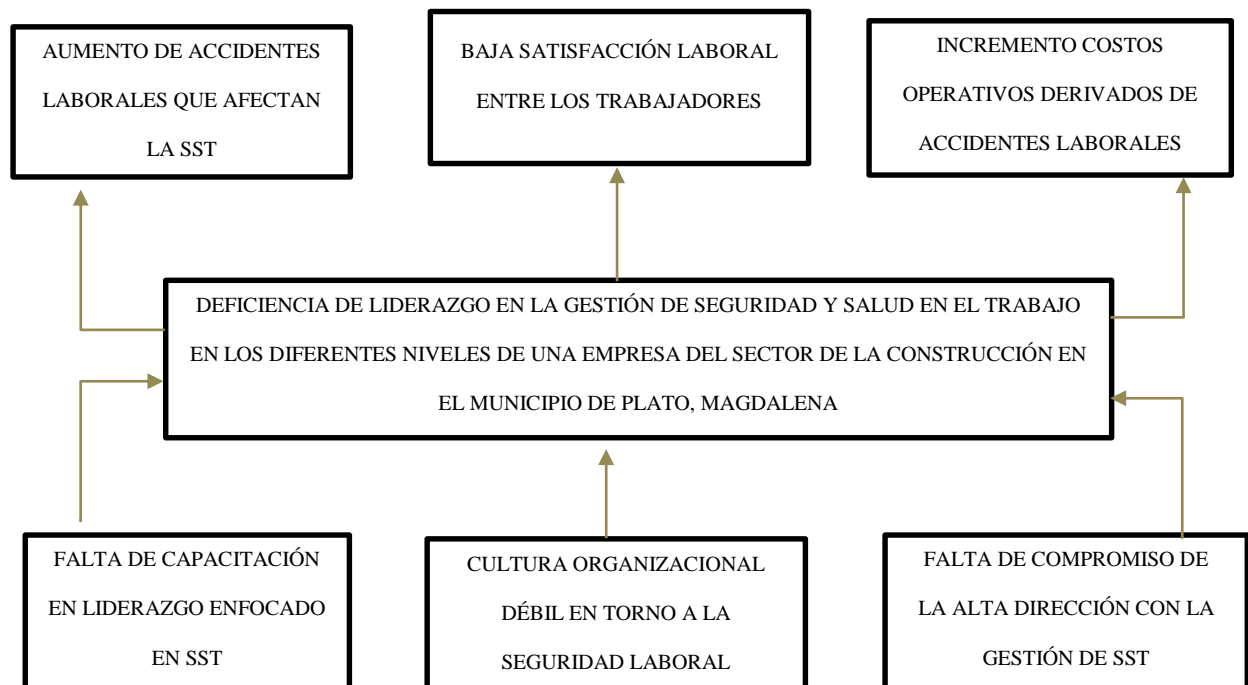 AUMENTO DE ACCIDENTES
LABORALES QUE AFECTAN
LA SST
BAJA SATISFACCIÓN LABORAL
ENTRE LOS TRABAJADORES
INCREMENTO COSTOS
OPERATIVOS DERIVADOS DE
ACCIDENTES LABORALES
DEFICIENCIA DE LIDERAZGO EN LA GESTIÓN DE SEGURIDAD Y SALUD EN EL TRABAJO
EN LOS DIFERENTES NIVELES DE UNA EMPRESA DEL SECTOR DE LA CONSTRUCCIÓN EN
EL MUNICIPIO DE PLATO, MAGDALENA
FALTA DE CAPACITACIÓN
EN LIDERAZGO ENFOCADO
EN SST
CULTURA ORGANIZACIONAL
DÉBIL EN TORNO A LA
SEGURIDAD LABORAL
FALTA DE COMPROMISO DE
LA ALTA DIRECCIÓN CON LA
GESTIÓN DE SST